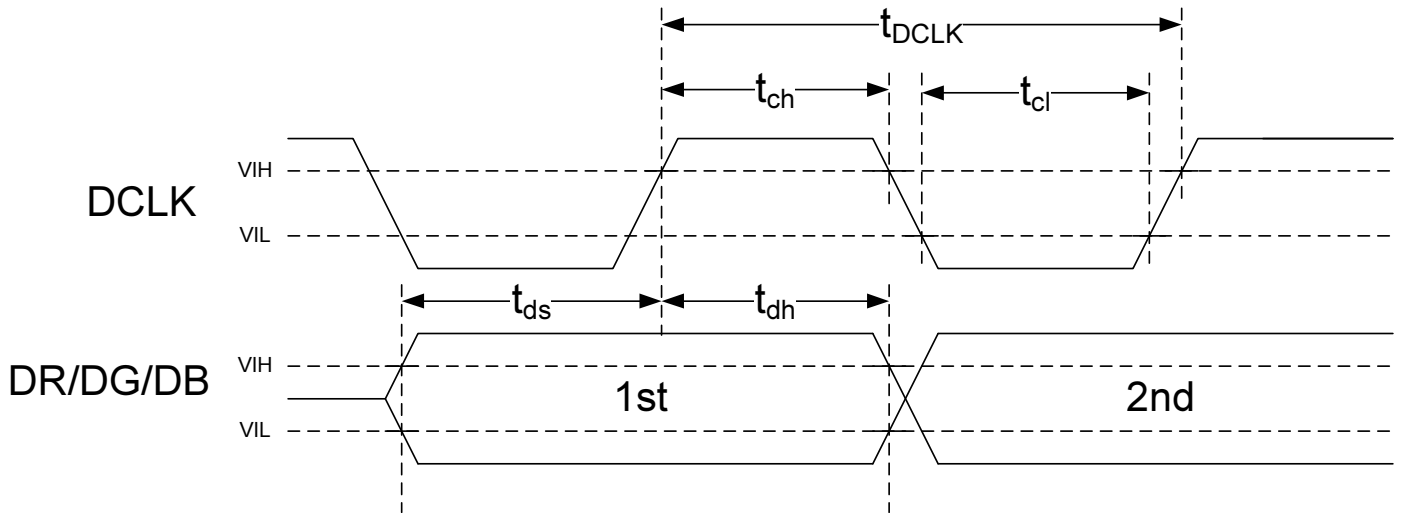 tDCLK
tch
tcl
VIH
DCLK
VIL
tds
tdh
VIH
DR/DG/DB
1st
2nd
VIL